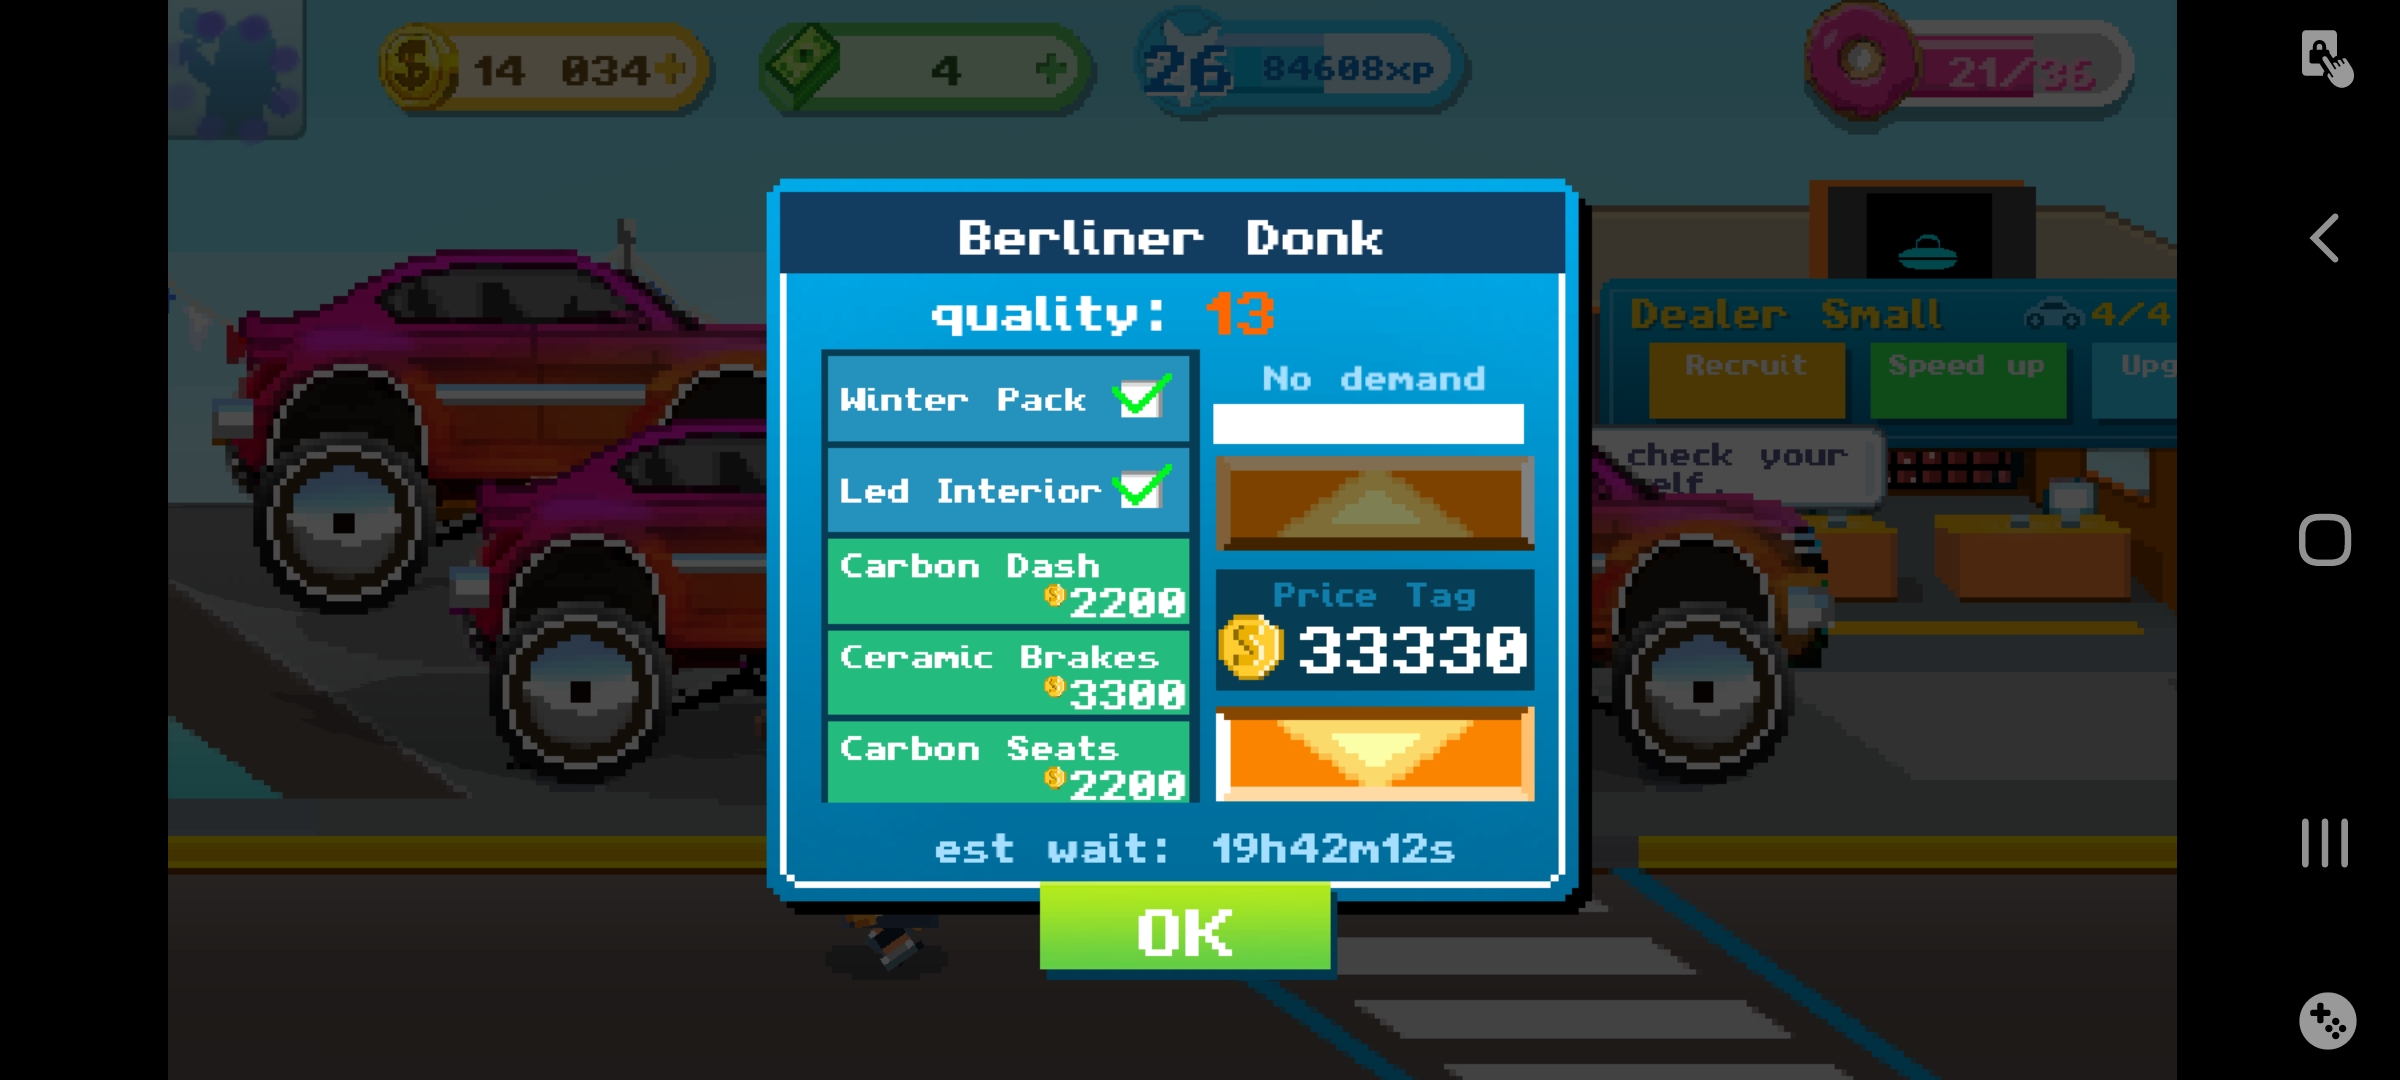 14 034+
4 +
26 84608xp
21/36
Berliner Donk
quality: 13
Winter Pack
Led Interior
Carbon Dash
2200
Ceramic Brakes
3300
Carbon Seats
2200
No demand
Price Tag
33330
est wait: 19h42m12s
OK
Dealer Small 4/4
Recruit
Speed up
Upg
check your
elf.